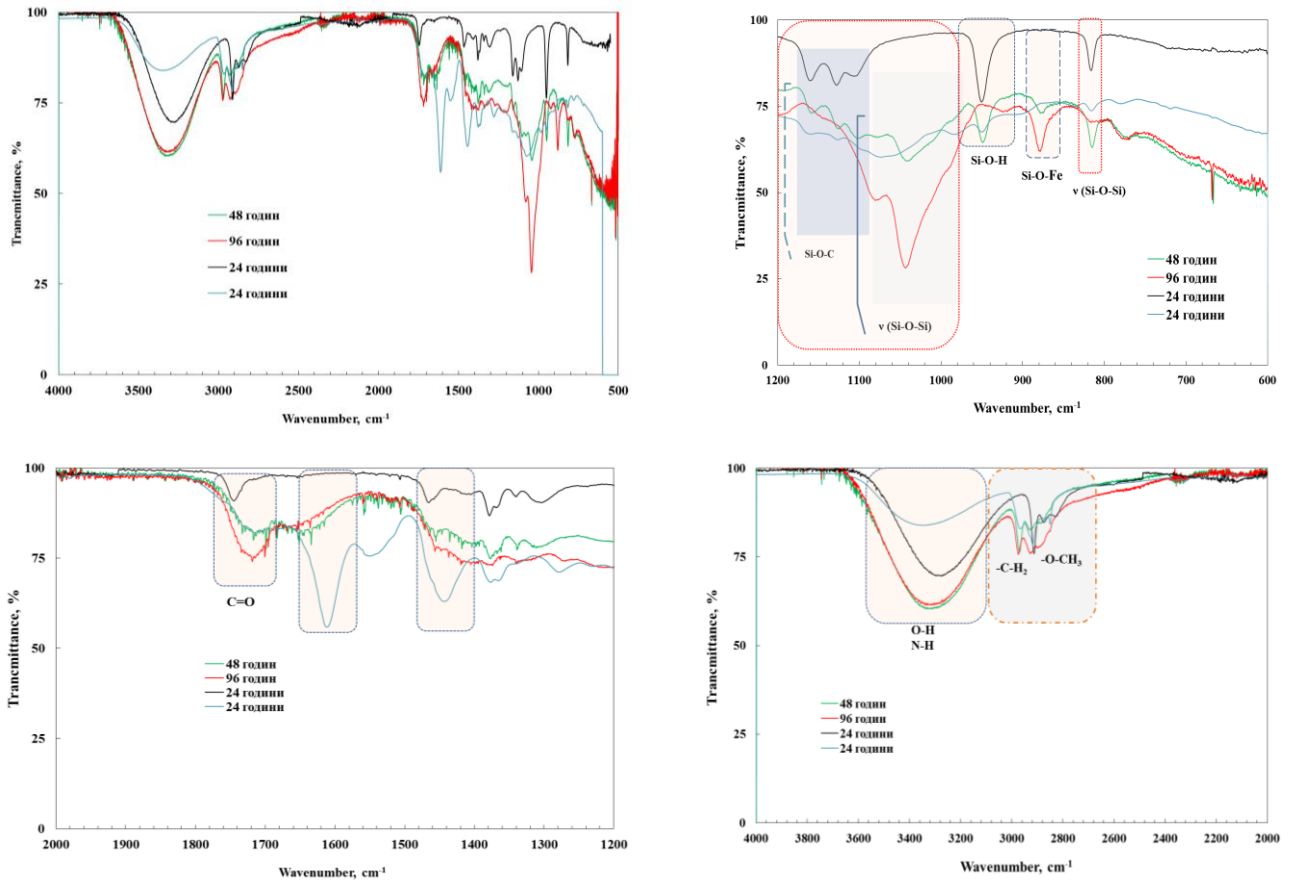 Trancmittance, %
100
75
50
25
0
4000
3500
3000
2500
2000
1500
1000
500
Wavenumber, cm-1
48 годин
96 годин
24 години
24 години
Trancmittance, %
100
75
50
25
0
1200
1100
1000
900
800
700
600
Wavenumber, cm-1
Si-O-H
Si-O-Fe
ν (Si-O-Si)
Si-O-C
ν (Si-O-Si)
48 годин
96 годин
24 години
24 години
Trancmittance, %
100
75
50
25
0
2000
1900
1800
1700
1600
1500
1400
1300
1200
Wavenumber, cm-1
C=O
48 годин
96 годин
24 години
24 години
Trancmittance, %
100
75
50
25
0
4000
3800
3600
3400
3200
3000
2800
2600
2400
2200
2000
Wavenumber, cm-1
-C-H2
-O-CH3
O-H
N-H
48 годин
96 годин
24 години
24 години